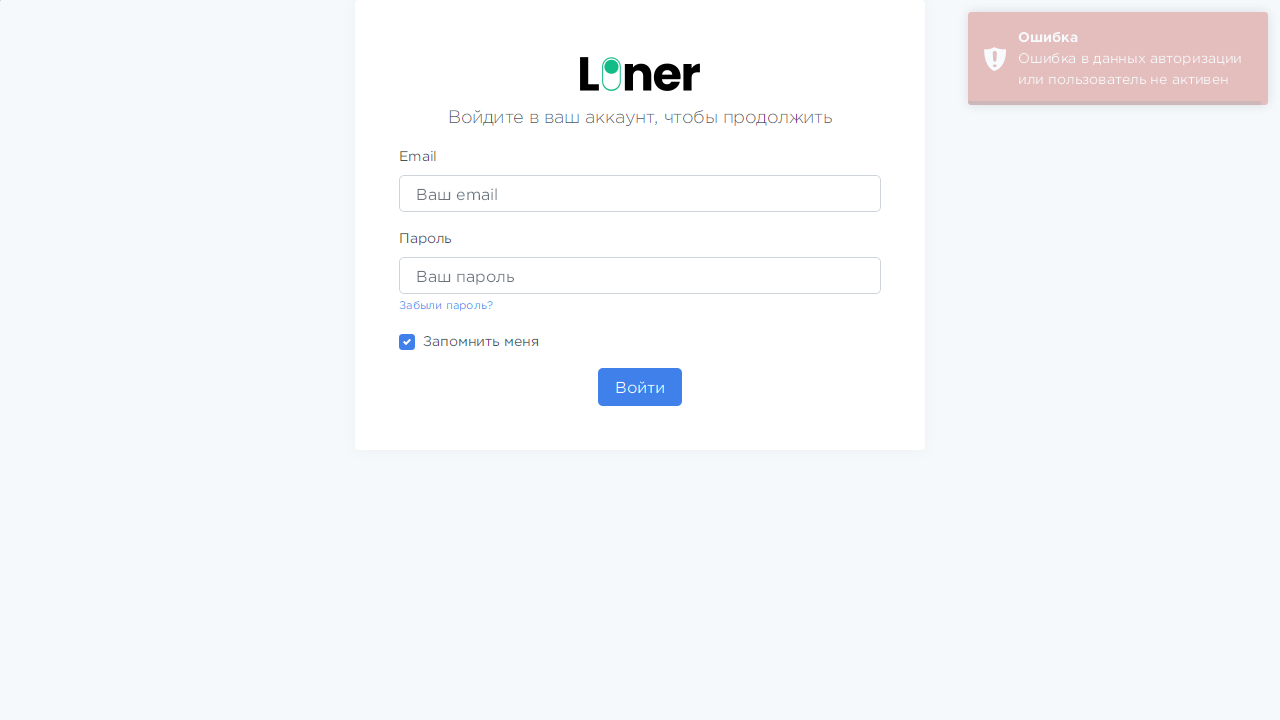 Liner
Войдите в ваш аккаунт, чтобы продолжить
Email
Ваш email
Пароль
Ваш пароль
Забыли пароль?
Запомнить меня
Войти
Ошибка
Ошибка в данных авторизации
или пользователь не активен